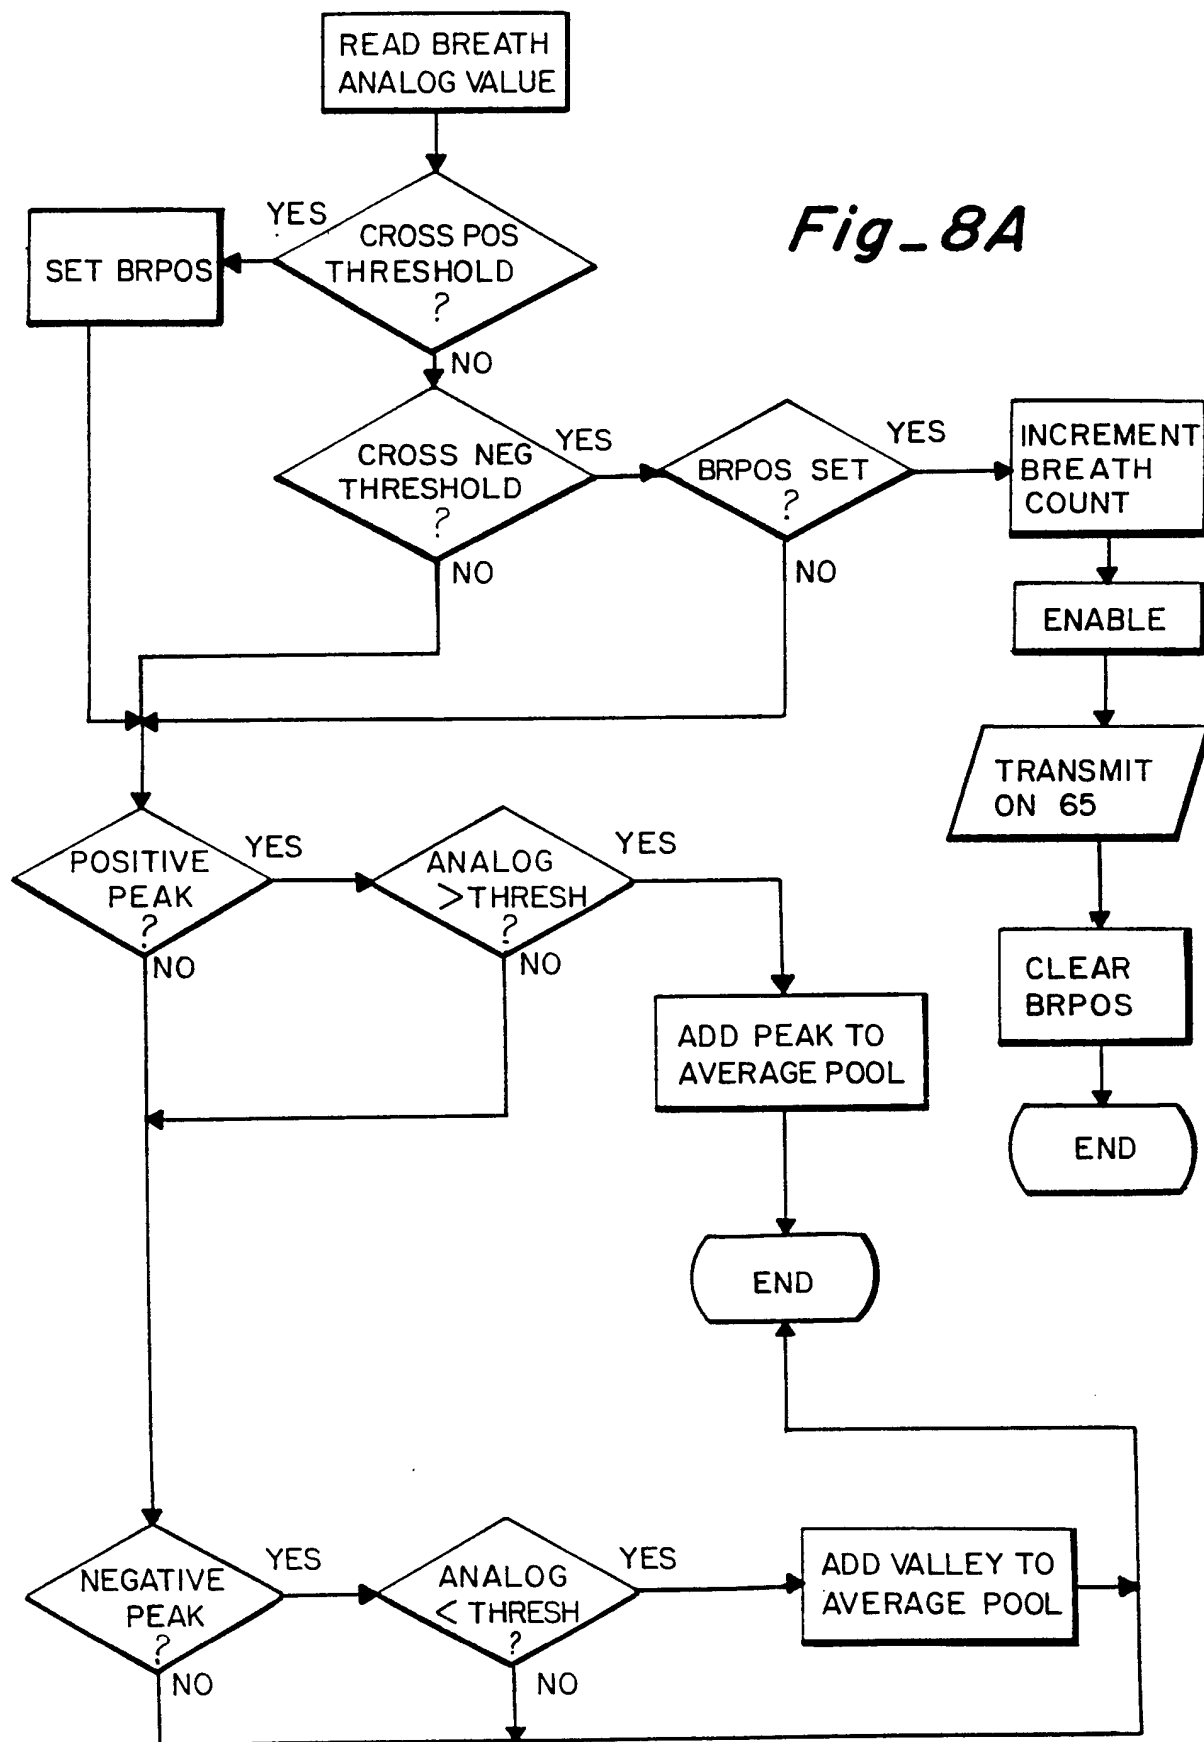 READ BREATH
ANALOG VALUE
Fig_8A
YES
CROSS POS
THRESHOLD
?
SET BRPOS
NO
CROSS NEG
THRESHOLD
?
YES
BRPOS SET
?
YES
INCREMENT
BREATH
COUNT
NO
NO
ENABLE
TRANSMIT
ON 65
POSITIVE
PEAK
?
YES
ANALOG
> THRESH
?
YES
NO
NO
CLEAR
BRPOS
ADD PEAK TO
AVERAGE POOL
END
END
NEGATIVE
PEAK
?
YES
ANALOG
< THRESH
?
YES
ADD VALLEY TO
AVERAGE POOL
NO
NO